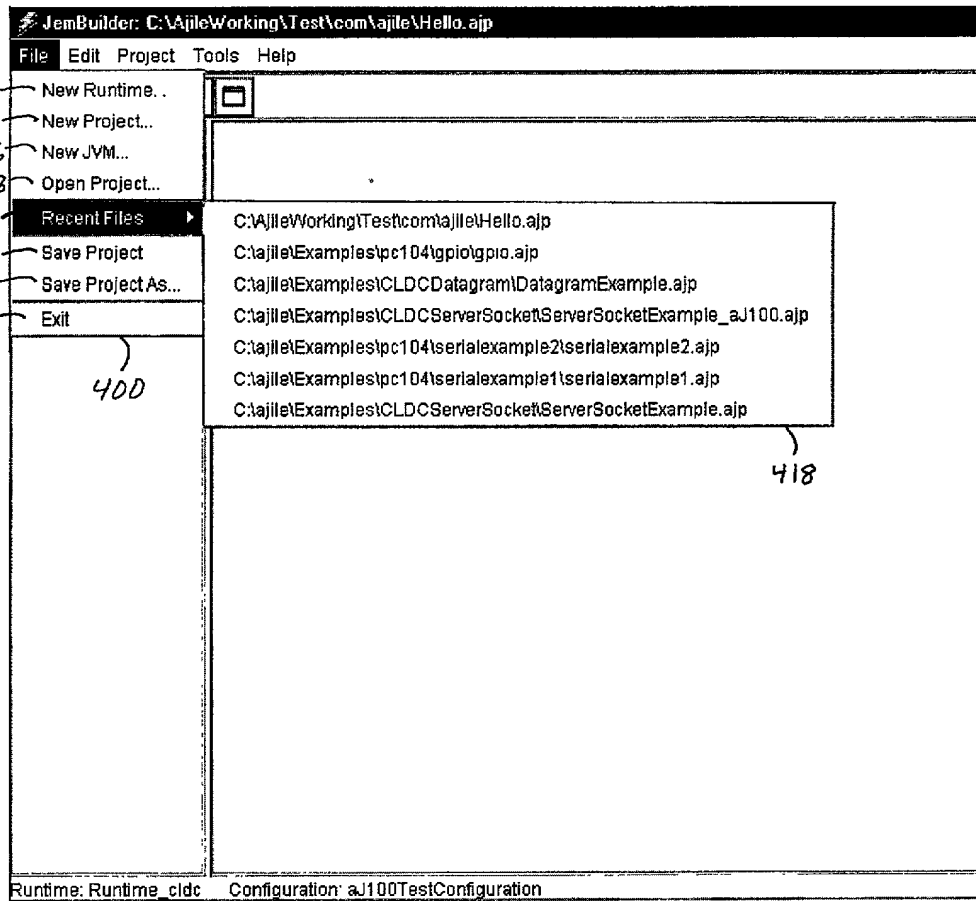 JemBuilder: C:\AjileWorking\Test\com\ajile\Hello.ajp
File Edit Project Tools Help
New Runtime. .
New Project...
New JVM...
Open Project...
Recent Files
Save Project
Save Project As...
Exit
C:\AjileWorking\Test\com\ajile\Hello.ajp
C:\ajile\Examples\pc104\gpio\gpio.ajp
C:\ajile\Examples\CLDCDatagram\DatagramExample.ajp
C:\ajile\Examples\CLDCServerSocket\ServerSocketExample_aJ100.ajp
C:\ajile\Examples\pc104\serialexample2\serialexample2.ajp
C:\ajile\Examples\pc104\serialexample1\serialexample1.ajp
C:\ajile\Examples\CLDCServerSocket\ServerSocketExample.ajp
400
418
Runtime: Runtime_cldc Configuration: aJ100TestConfiguration